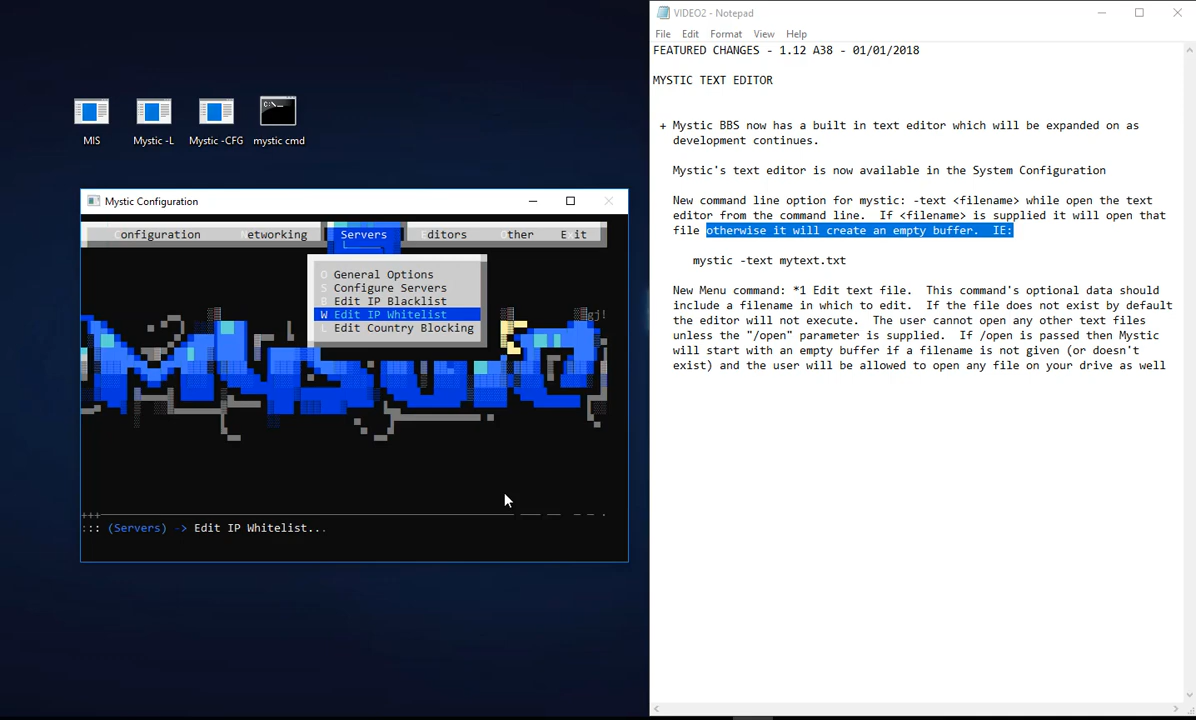 MIS
Mystic -L
Mystic -CFG
mystic cmd
Mystic Configuration
Configuration Networking Servers Editors Other Exit
O General Options
S Configure Servers
B Edit IP Blacklist
W Edit IP Whitelist
L Edit Country Blocking
gj!
+++
::: (Servers) -> Edit IP Whitelist...
VIDEO2 - Notepad
File Edit Format View Help
FEATURED CHANGES - 1.12 A38 - 01/01/2018
MYSTIC TEXT EDITOR
+ Mystic BBS now has a built in text editor which will be expanded on as
development continues.
Mystic's text editor is now available in the System Configuration
New command line option for mystic: -text <filename> while open the text
editor from the command line.  If <filename> is supplied it will open that
file otherwise it will create an empty buffer.  IE:
mystic -text mytext.txt
New Menu command: *1 Edit text file.  This command's optional data should
include a filename in which to edit.  If the file does not exist by default
the editor will not execute.  The user cannot open any other text files
unless the "/open" parameter is supplied.  If /open is passed then Mystic
will start with an empty buffer if a filename is not given (or doesn't
exist) and the user will be allowed to open any file on your drive as well